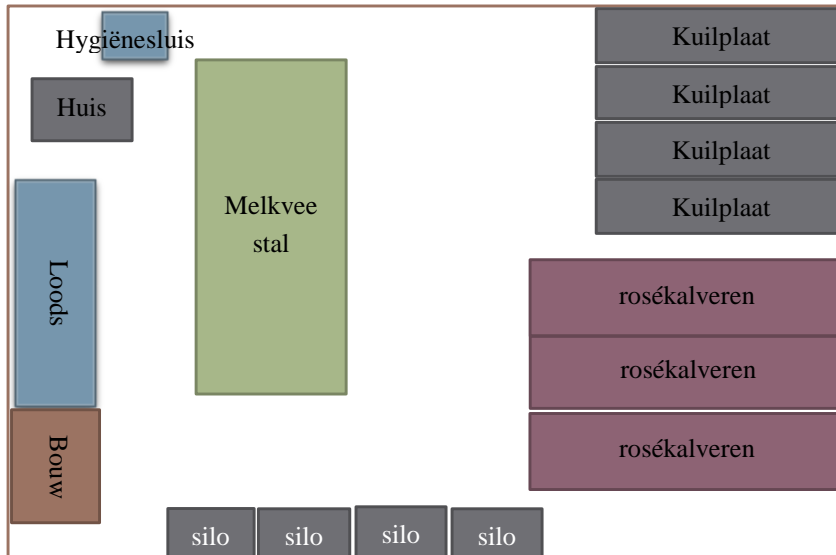 Hygiënesluis
Kuilplaat
Kuilplaat
Huis
Kuilplaat
Kuilplaat
Melkvee
stal
Loods
rosékalveren
rosékalveren
rosékalveren
Bouw
silo
silo
silo
silo